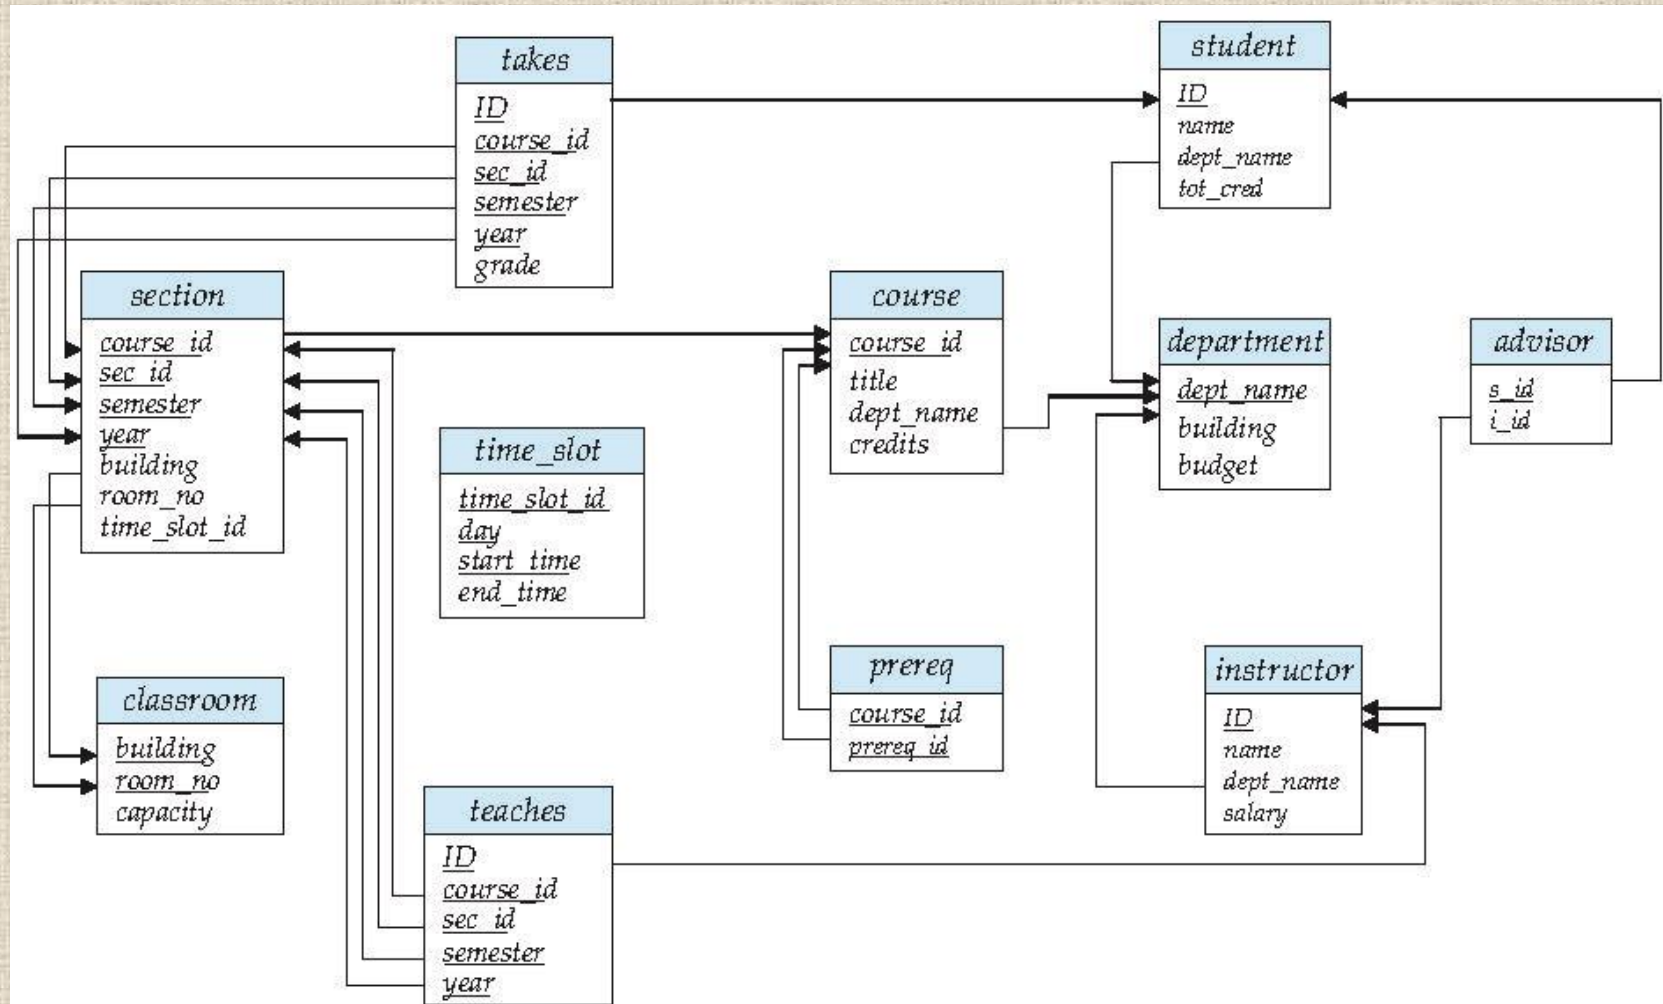 takes
ID
course_id
sec_id
semester
year
grade
student
ID
name
dept_name
tot_cred
section
course_id
sec_id
semester
year
building
room_no
time_slot_id
course
course_id
title
dept_name
credits
department
dept_name
building
budget
advisor
s_id
i_id
time_slot
time_slot_id
day
start_time
end_time
prereq
course_id
prereq_id
instructor
ID
name
dept_name
salary
classroom
building
room_no
capacity
teaches
ID
course_id
sec_id
semester
year